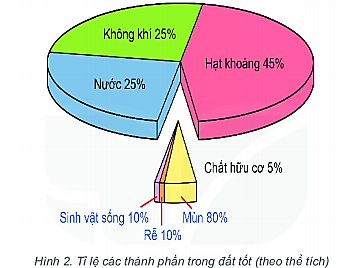 Không khí 25%
Hạt khoáng 45%
Nước 25%
Chất hữu cơ 5%
Sinh vật sống 10%
Mùn 80%
Rễ 10%
Hình 2. Tỉ lệ các thành phần trong đất tốt (theo thể tích)